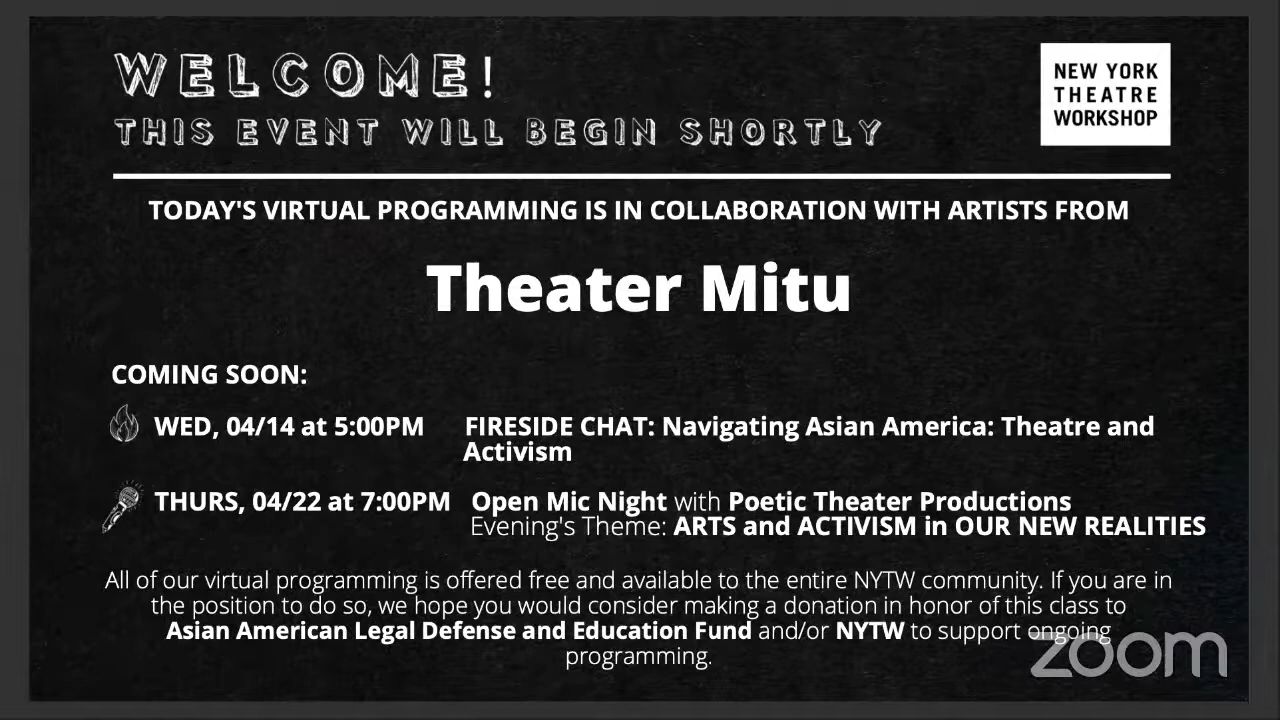 WELCOME!
THIS EVENT WILL BEGIN SHORTLY
NEW YORK
THEATRE
WORKSHOP
TODAY'S VIRTUAL PROGRAMMING IS IN COLLABORATION WITH ARTISTS FROM
Theater Mitu
COMING SOON:
WED, 04/14 at 5:00PM FIRESIDE CHAT: Navigating Asian America: Theatre and
Activism
THURS, 04/22 at 7:00PM Open Mic Night with Poetic Theater Productions
Evening's Theme: ARTS and ACTIVISM in OUR NEW REALITIES
All of our virtual programming is offered free and available to the entire NYTW community. If you are in
the position to do so, we hope you would consider making a donation in honor of this class to
Asian American Legal Defense and Education Fund and/or NYTW to support ongoing
programming.
zoom